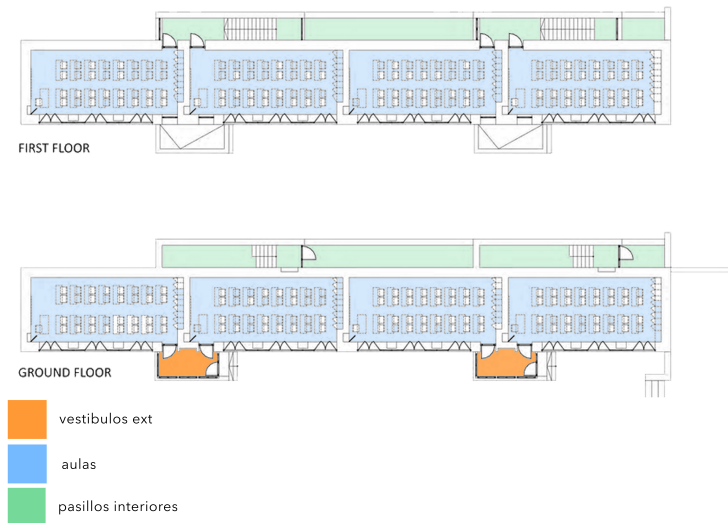 FIRST FLOOR
GROUND FLOOR
vestibulos ext
aulas
pasillos interiores